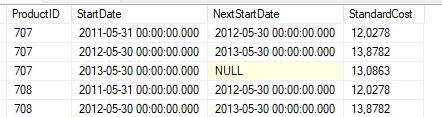 ProductID StartDate NextStartDate StandardCost
707 2011-05-31 00:00:00.000 2012-05-30 00:00:00.000 12,0278
707 2012-05-30 00:00:00.000 2013-05-30 00:00:00.000 13,8782
707 2013-05-30 00:00:00.000 NULL 13,0863
708 2011-05-31 00:00:00.000 2012-05-30 00:00:00.000 12,0278
708 2012-05-30 00:00:00.000 2013-05-30 00:00:00.000 13,8782